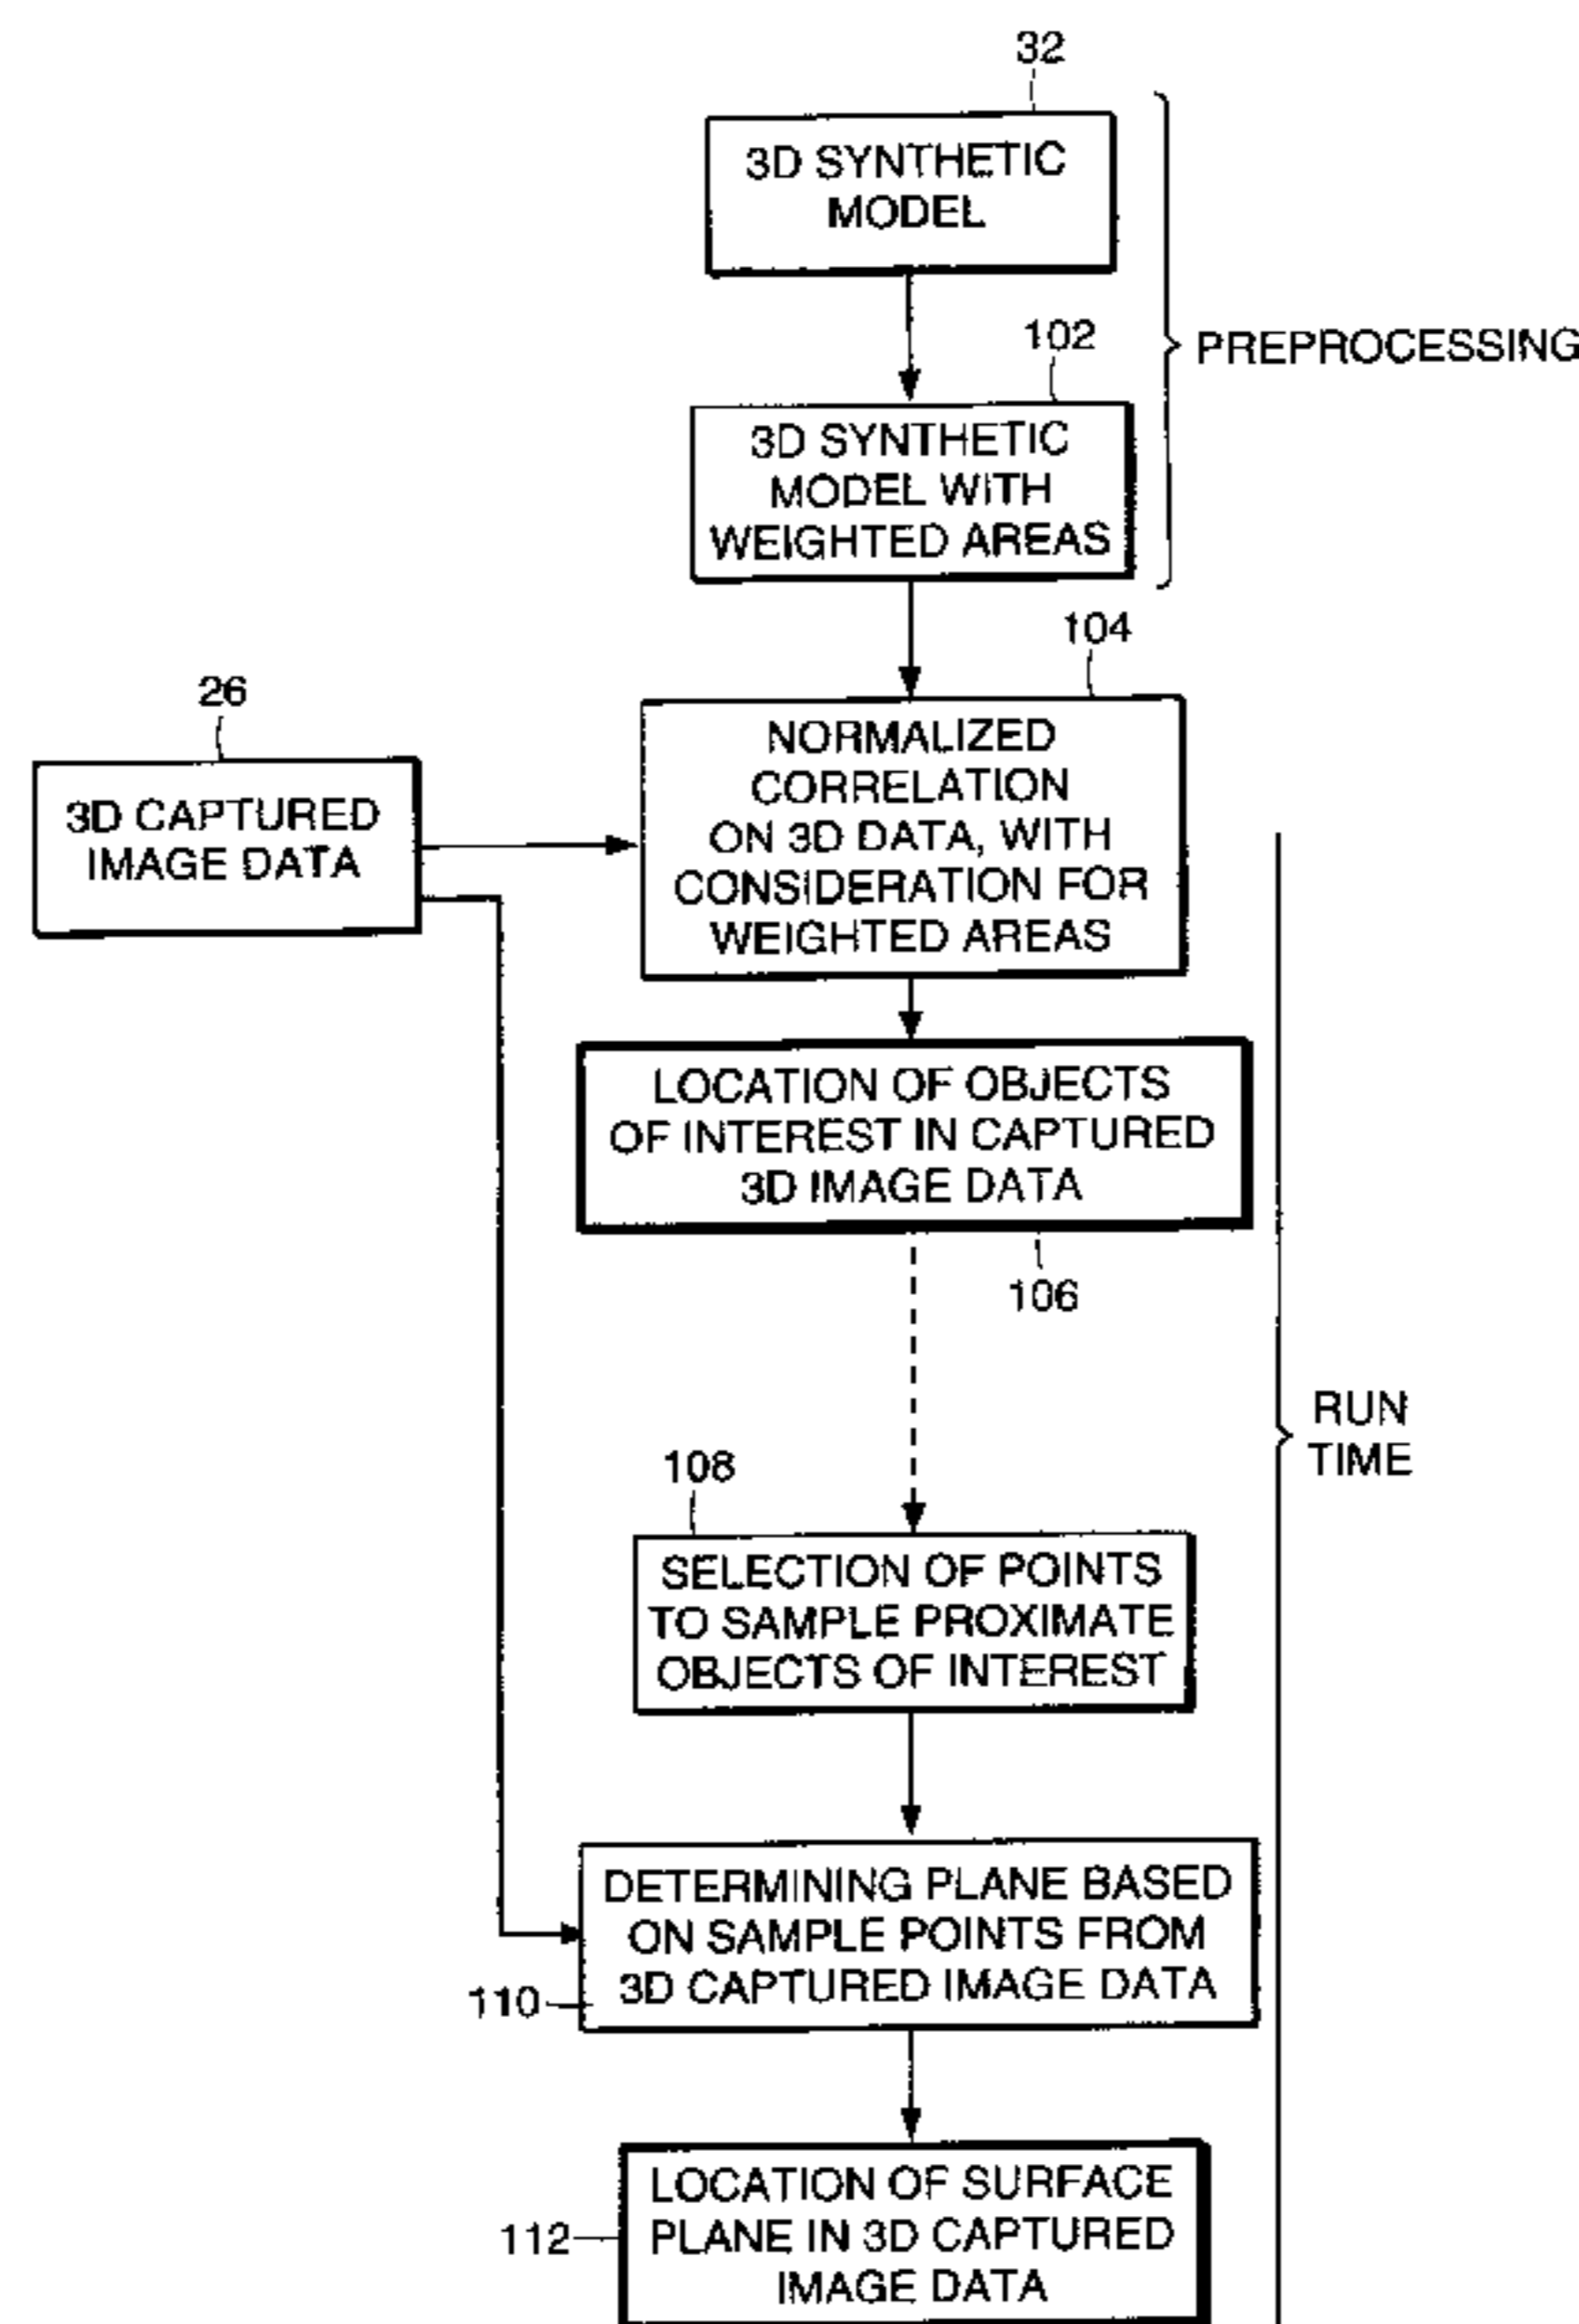 32
3D SYNTHETIC
MODEL
PREPROCESSING
102
3D SYNTHETIC
MODEL WITH
WEIGHTED AREAS
104
26
3D CAPTURED
IMAGE DATA
NORMALIZED
CORRELATION
ON 3D DATA, WITH
CONSIDERATION FOR
WEIGHTED AREAS
LOCATION OF OBJECTS
OF INTEREST IN CAPTURED
3D IMAGE DATA
106
RUN
TIME
108
SELECTION OF POINTS
TO SAMPLE PROXIMATE
OBJECTS OF INTEREST
DETERMINING PLANE BASED
ON SAMPLE POINTS FROM
3D CAPTURED IMAGE DATA
110
LOCATION OF SURFACE
PLANE IN 3D CAPTURED
IMAGE DATA
112